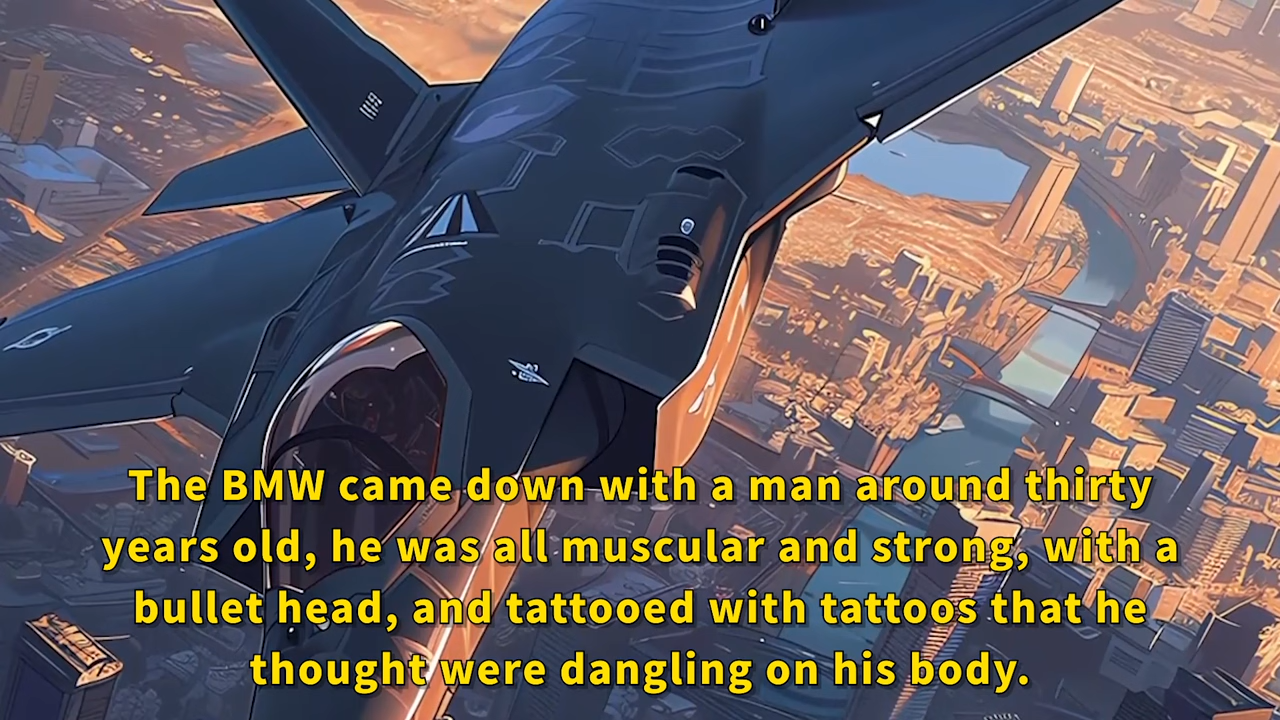 The BMW came down with a man around thirty
years old, he was all muscular and strong, with a
bullet head, and tattooed with tattoos that he
thought were dangling on his body.